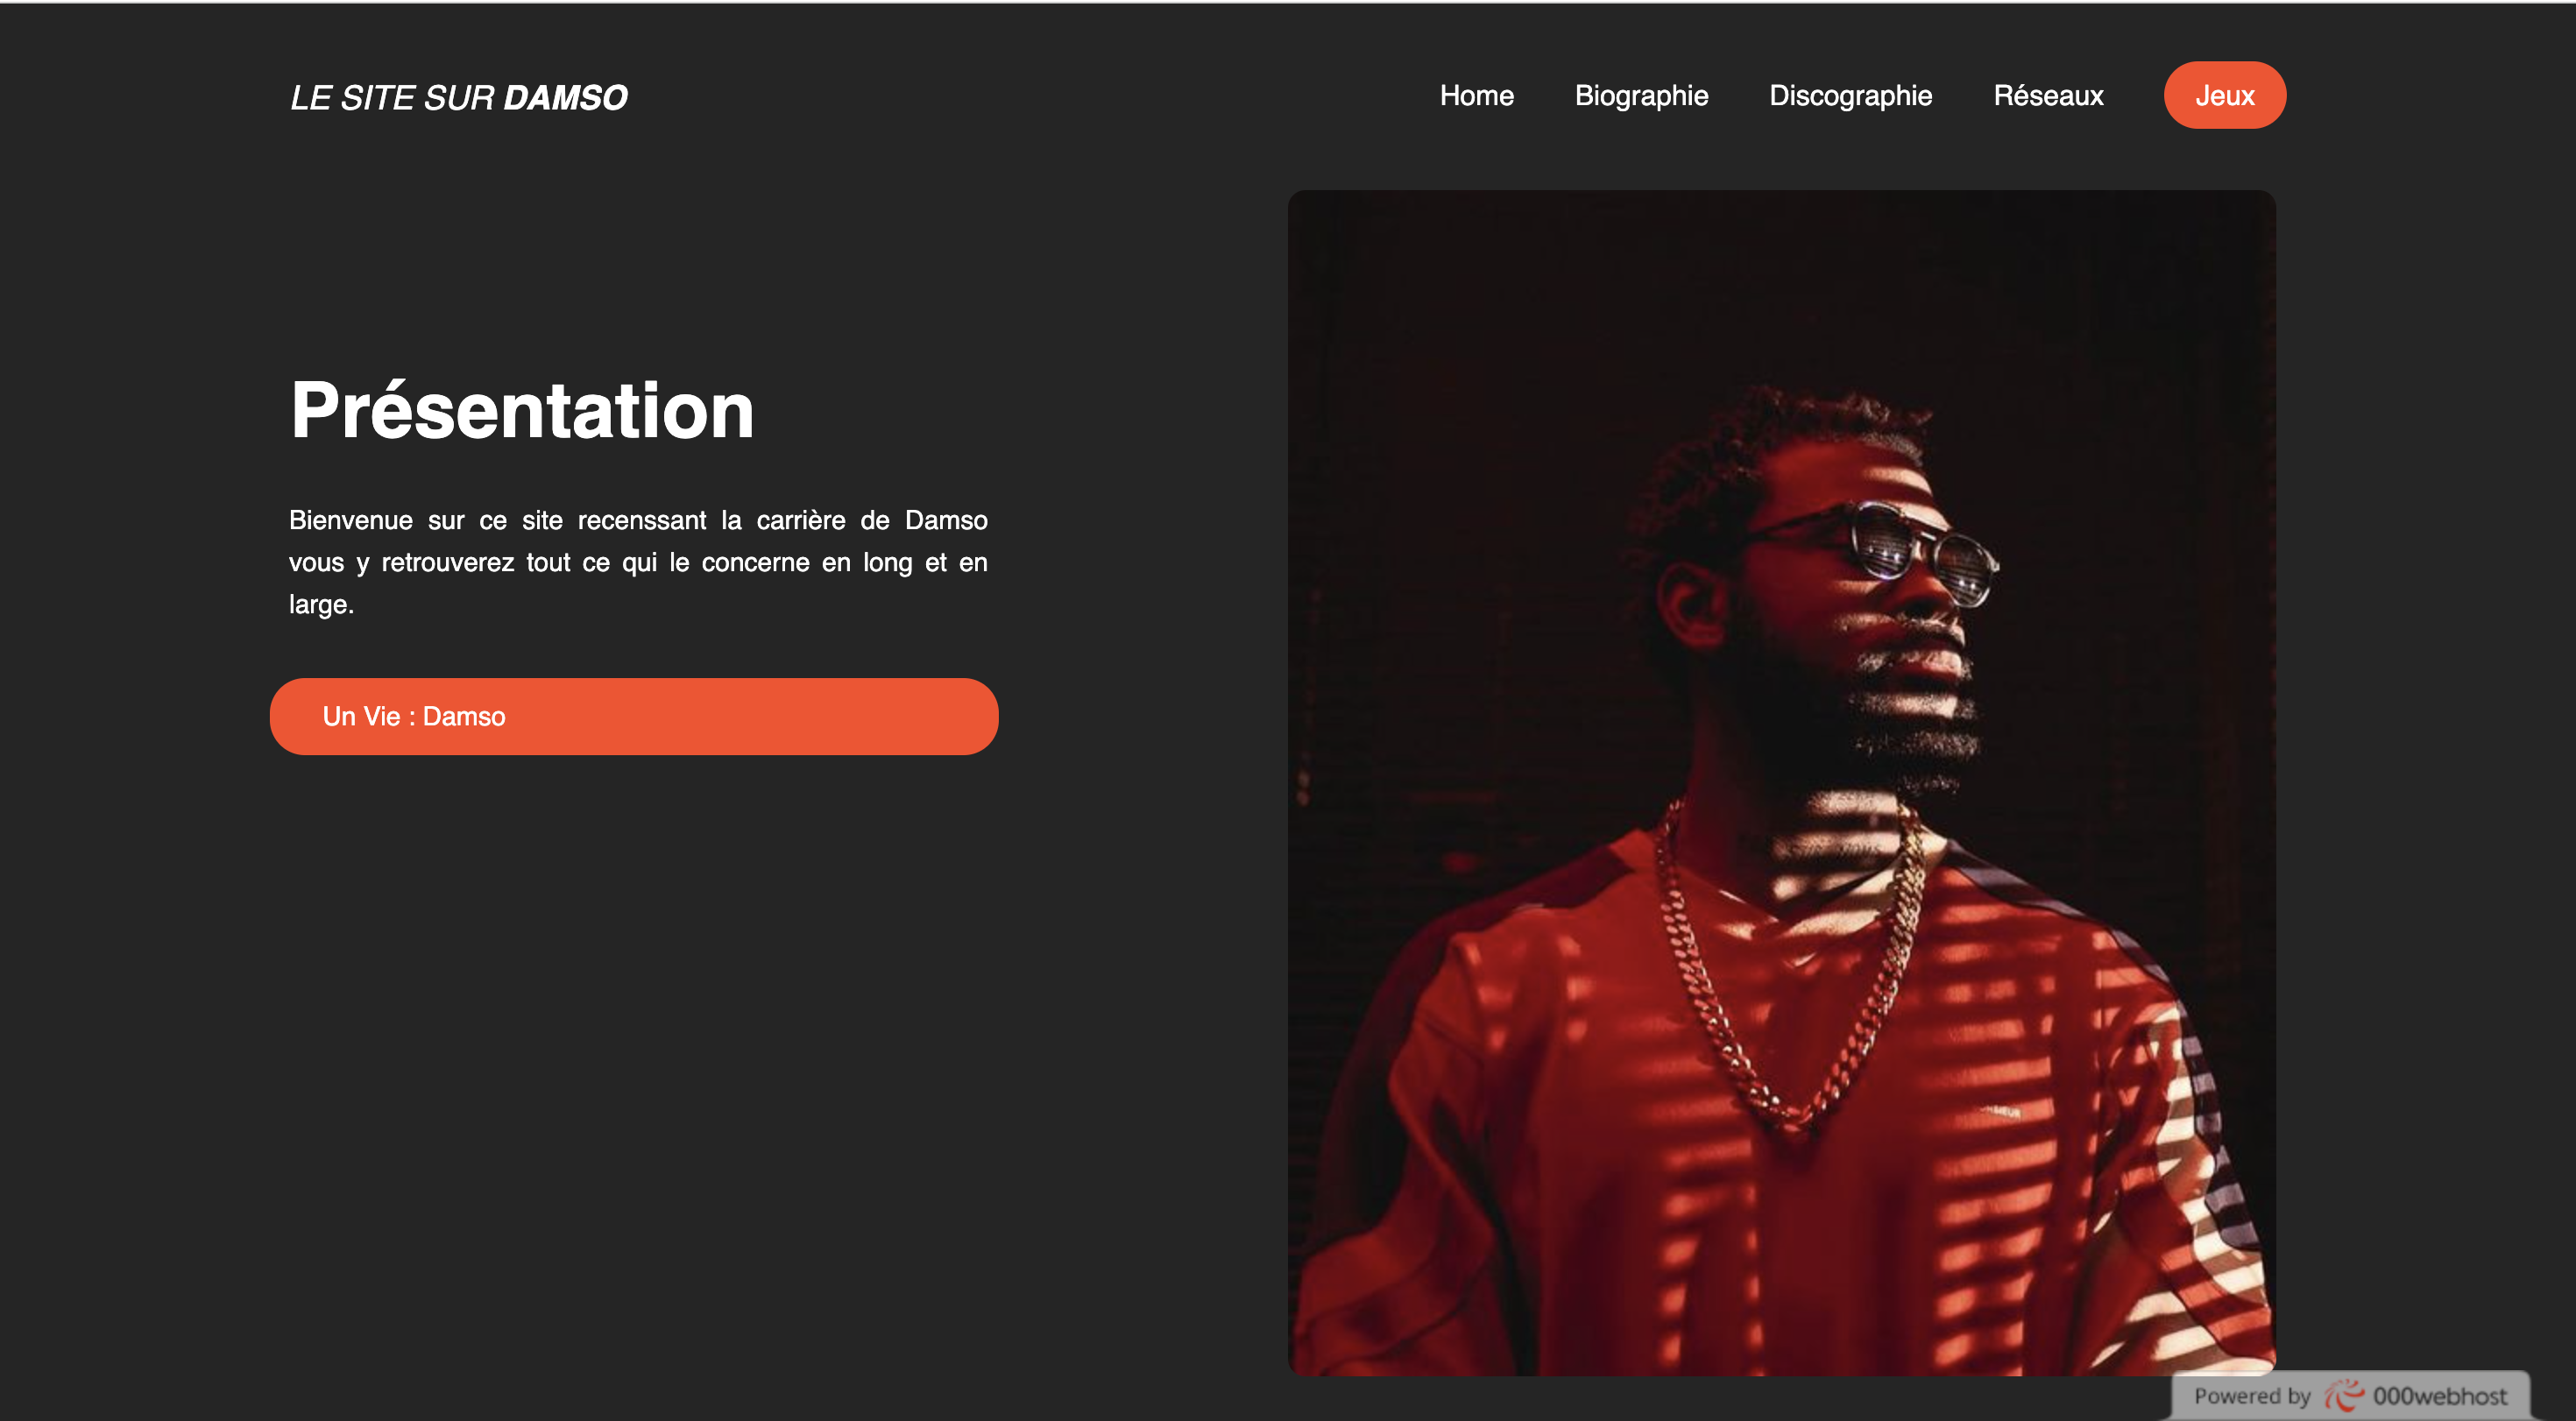 LE SITE SUR DAMSO
Home Biographie Discographie Réseaux Jeux
Présentation
Bienvenue sur ce site recenssant la carrière de Damso
vous y retrouverez tout ce qui le concerne en long et en
large.
Un Vie : Damso
Powered by 000webhost